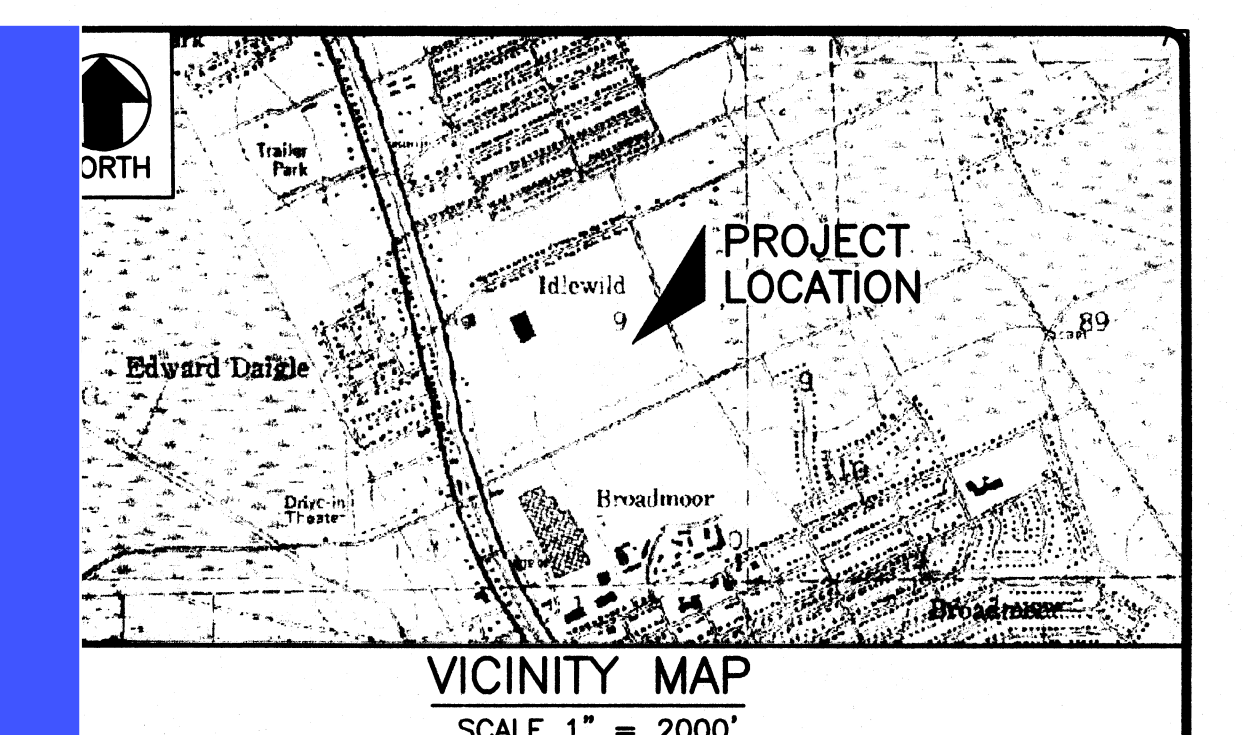 ORTH
Trailer
Park
PROJECT
LOCATION
Idlewild
9
89
Edward Daigle
9
Drive-in
Theater
Broadmoor
Broadmoor
VICINITY MAP
SCALE 1" = 2000'